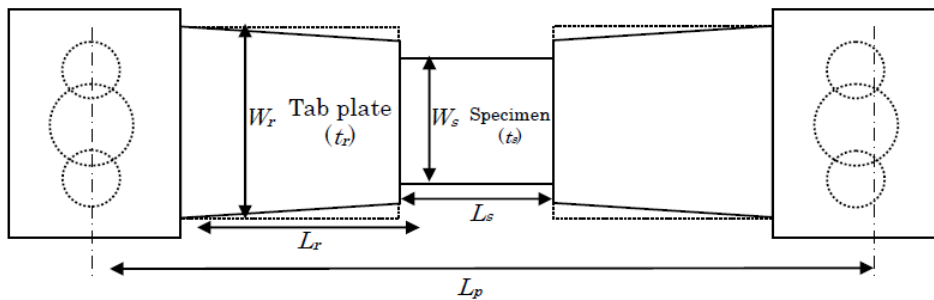 Wr Tab plate
(tr)
Ws Specimen
(ts)
Ls
Lr
Lp